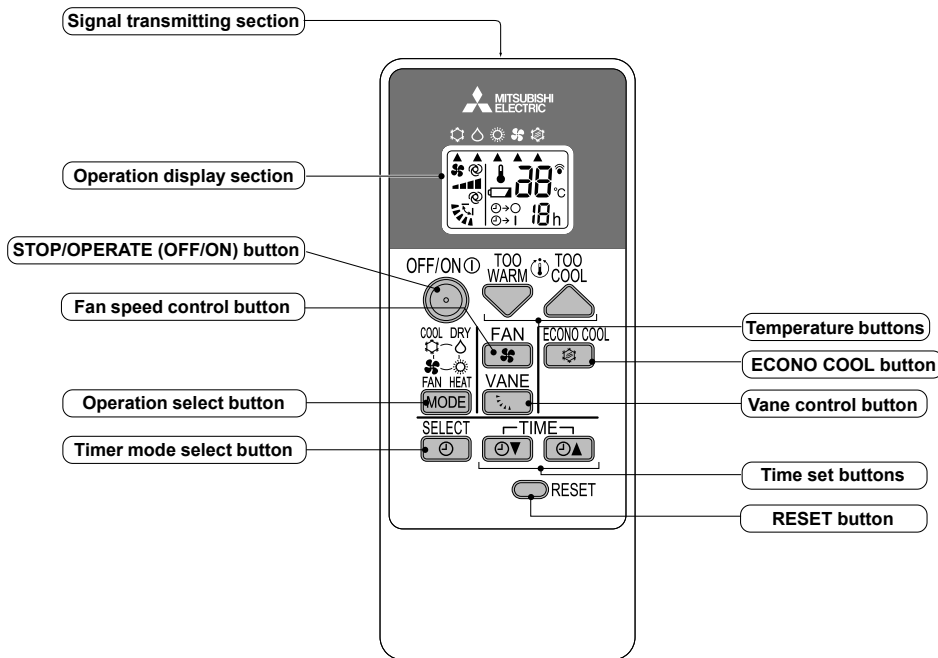 Signal transmitting section
MITSUBISHI
ELECTRIC
Operation display section
88°C
18h
STOP/OPERATE (OFF/ON) button
OFF/ON
TOO WARM
TOO COOL
Fan speed control button
COOL DRY
FAN
ECONO COOL
Temperature buttons
ECONO COOL button
FAN HEAT
VANE
Operation select button
MODE
Vane control button
SELECT
TIME
Timer mode select button
Time set buttons
RESET
RESET button